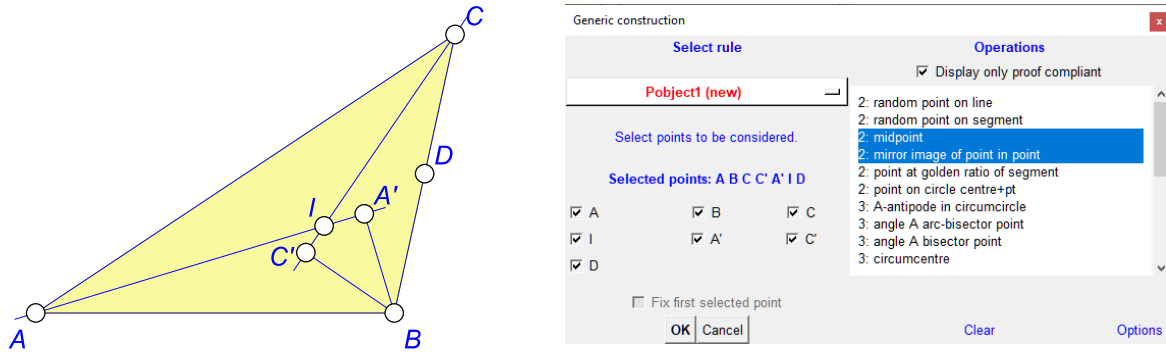 C
D
A'
I
C'
A
B
Generic construction
x
Select rule
Operations
Display only proof compliant
Pobject1 (new)
2: random point on line
2: random point on segment
2: midpoint
2: mirror image of point in point
2: point at golden ratio of segment
2: point on circle centre+pt
3: A-antipode in circumcircle
3: angle A arc-bisector point
3: angle A bisector point
3: circumcentre
Select points to be considered.
Selected points: A B C C' A' I D
A B C
I A' C'
D
Fix first selected point
OK Cancel
Clear
Options